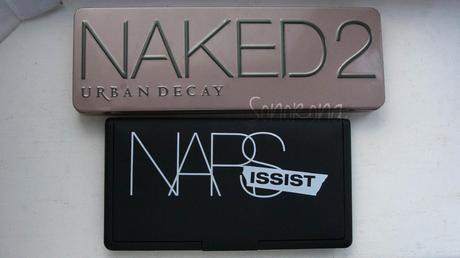 NAKED2
URBAN DECAY
NARS
ISSIST